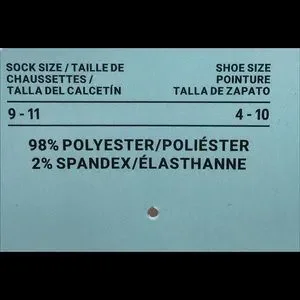 SOCK SIZE / TAILLE DE
CHAUSSETTES /
TALLA DEL CALCETÍN
SHOE SIZE
POINTURE
TALLA DE ZAPATO
9 - 11
4 - 10
98% POLYESTER/POLIÉSTER
2% SPANDEX/ÉLASTHANNE